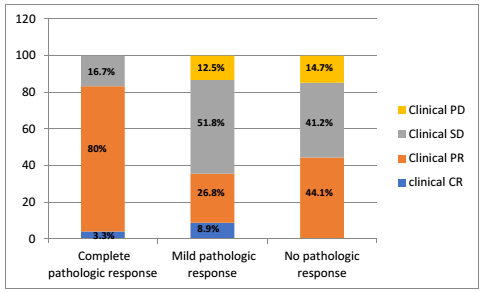 120
100
80
60
40
20
0
16.7%
80%
3.3%
12.5%
51.8%
26.8%
8.9%
14.7%
41.2%
44.1%
Complete
pathologic response
Mild pathologic
response
No pathologic
response
Clinical PD
Clinical SD
Clinical PR
clinical CR